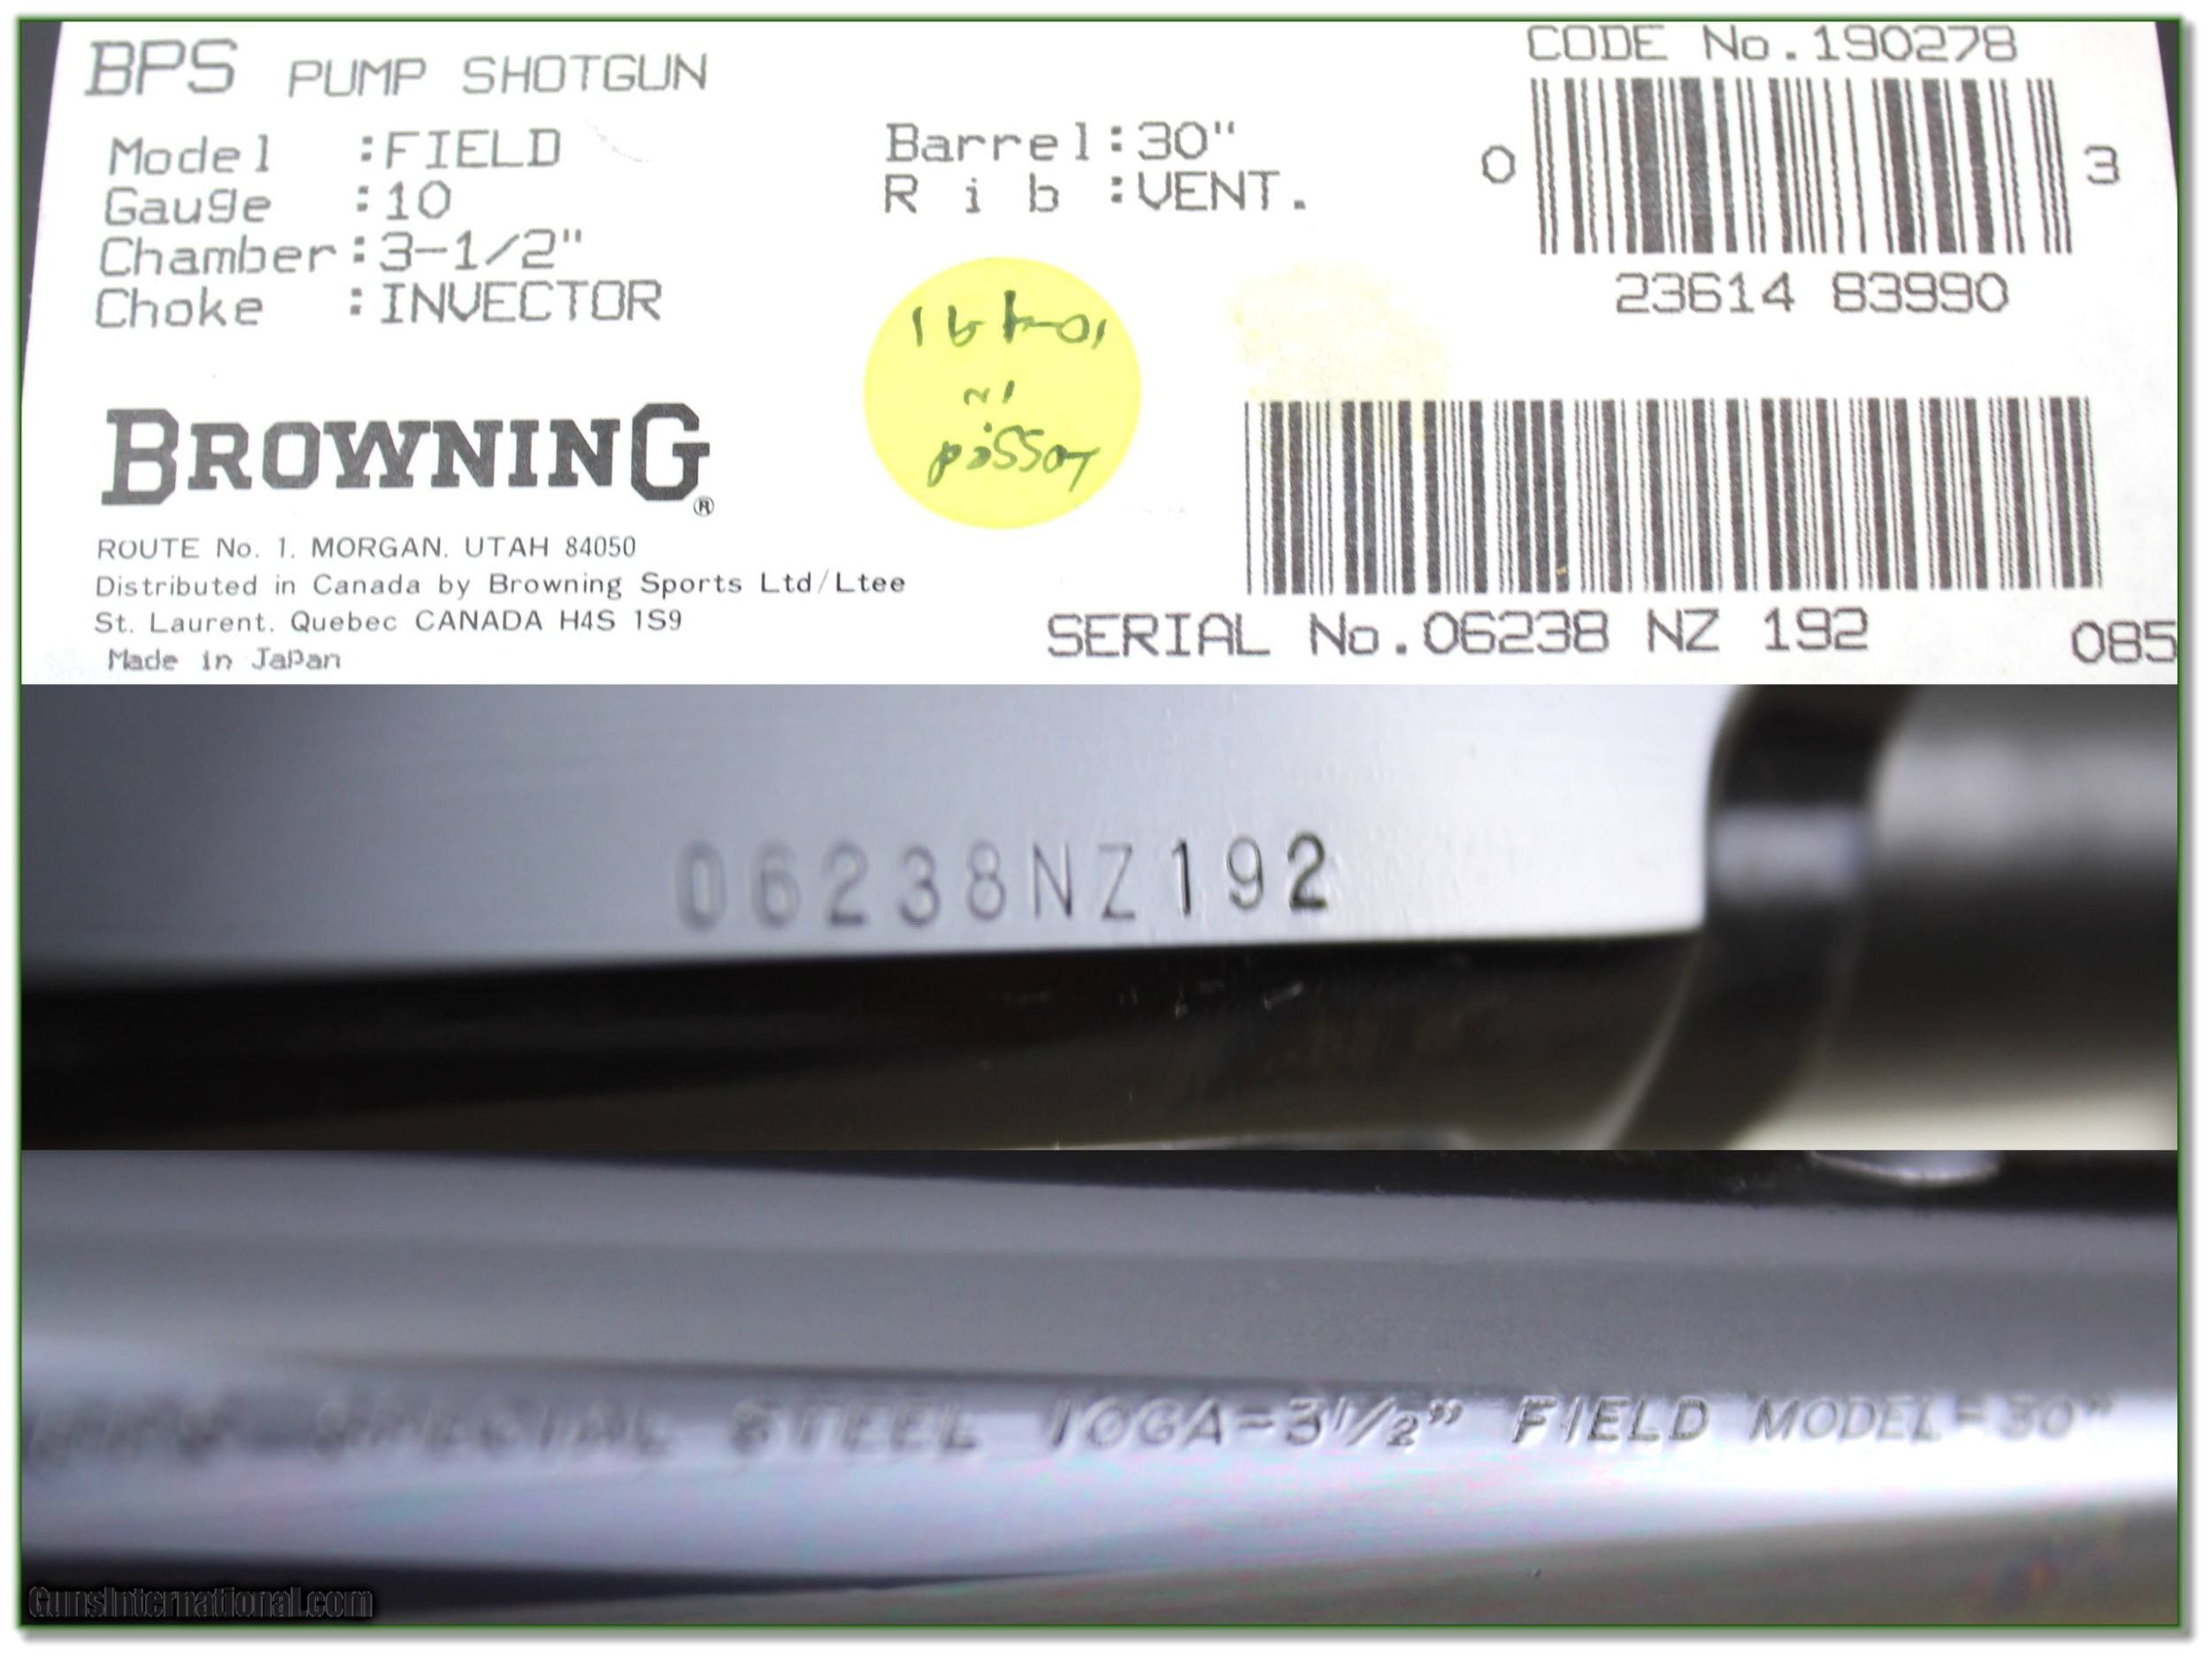 BPS PUMP SHOTGUN
Model :FIELD
Gauge :10
Chamber:3-1/2"
Choke :INVECTOR
Barrel:30"
Rib :VENT.
CODE No.190278
0 3
23614 83990
BROWNING®
ROUTE No. 1, MORGAN, UTAH 84050
Distributed in Canada by Browning Sports Ltd/Ltee
St. Laurent, Quebec CANADA H4S 1S9
Made in Japan
SERIAL No.06238 NZ 192 085
06238NZ192
SPECIAL STEEL 10GA-3½" FIELD MODEL-30"
GunsInternational.com